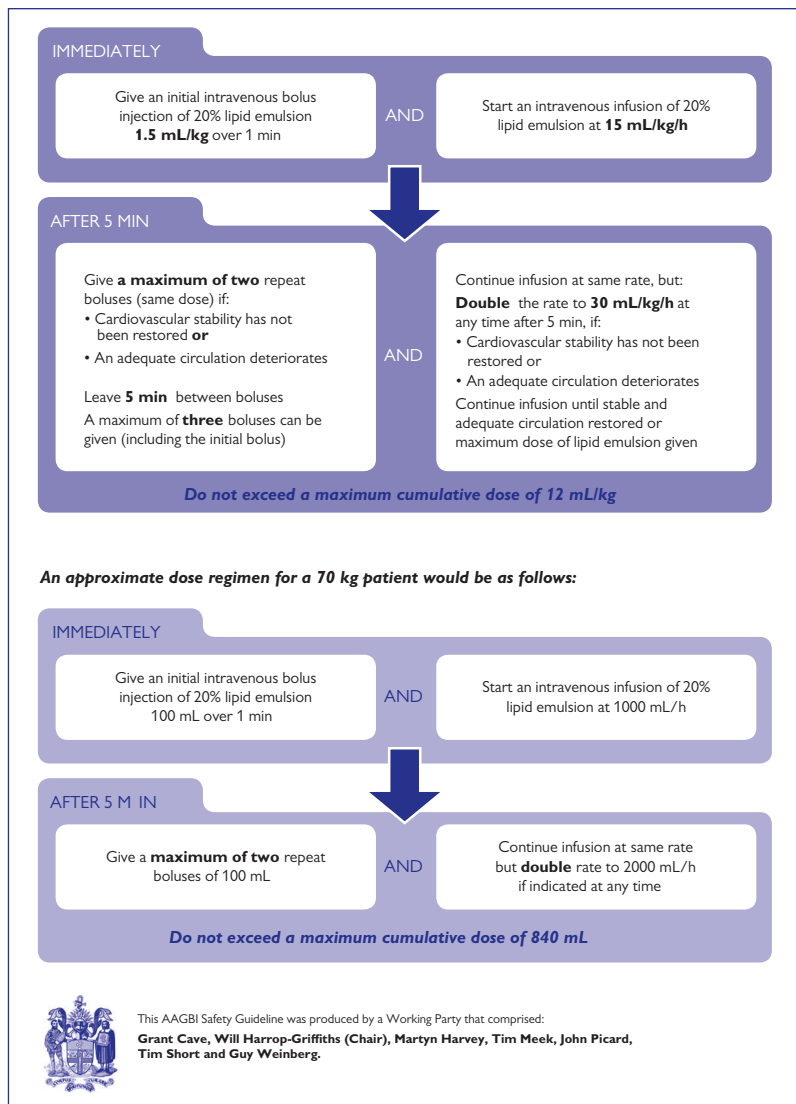 IMMEDIATELY
Give an initial intravenous bolus
injection of 20% lipid emulsion
1.5 mL/kg over 1 min
AND
Start an intravenous infusion of 20%
lipid emulsion at 15 mL/kg/h
AFTER 5 MIN
Give a maximum of two repeat
boluses (same dose) if:
• Cardiovascular stability has not
been restored or
• An adequate circulation deteriorates
Leave 5 min between boluses
A maximum of three boluses can be
given (including the initial bolus)
AND
Continue infusion at same rate, but:
Double the rate to 30 mL/kg/h at
any time after 5 min, if:
• Cardiovascular stability has not been
restored or
• An adequate circulation deteriorates
Continue infusion until stable and
adequate circulation restored or
maximum dose of lipid emulsion given
Do not exceed a maximum cumulative dose of 12 mL/kg
An approximate dose regimen for a 70 kg patient would be as follows:
IMMEDIATELY
Give an initial intravenous bolus
injection of 20% lipid emulsion
100 mL over 1 min
AND
Start an intravenous infusion of 20%
lipid emulsion at 1000 mL/h
AFTER 5 M IN
Give a maximum of two repeat
boluses of 100 mL
AND
Continue infusion at same rate
but double rate to 2000 mL/h
if indicated at any time
Do not exceed a maximum cumulative dose of 840 mL
This AAGBI Safety Guideline was produced by a Working Party that comprised:
Grant Cave, Will Harrop-Griffiths (Chair), Martyn Harvey, Tim Meek, John Picard,
Tim Short and Guy Weinberg.